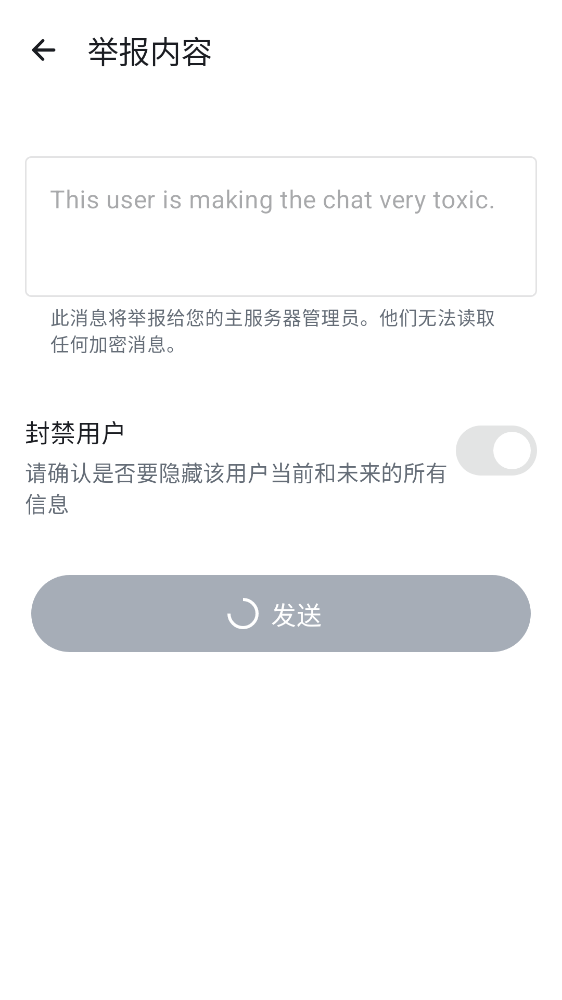 举报内容
This user is making the chat very toxic.
此消息将举报给您的主服务器管理员。他们无法读取
任何加密消息。
封禁用户
请确认是否要隐藏该用户当前和未来的所有
信息
发送